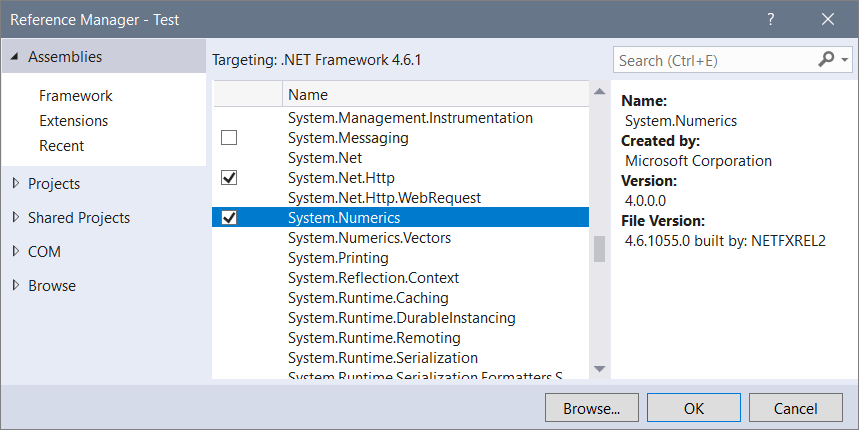 Reference Manager - Test
?
Assemblies
Framework
Extensions
Recent
Projects
Shared Projects
COM
Browse
Targeting: .NET Framework 4.6.1
Search (Ctrl+E)
Name
System.Management.Instrumentation
System.Messaging
System.Net
System.Net.Http
System.Net.Http.WebRequest
System.Numerics
System.Numerics.Vectors
System.Printing
System.Reflection.Context
System.Runtime.Caching
System.Runtime.DurableInstancing
System.Runtime.Remoting
System.Runtime.Serialization
System.Runtime.Serialization.Formatters.S
Name:
System.Numerics
Created by:
Microsoft Corporation
Version:
4.0.0.0
File Version:
4.6.1055.0 built by: NETFXREL2
Browse...
OK
Cancel